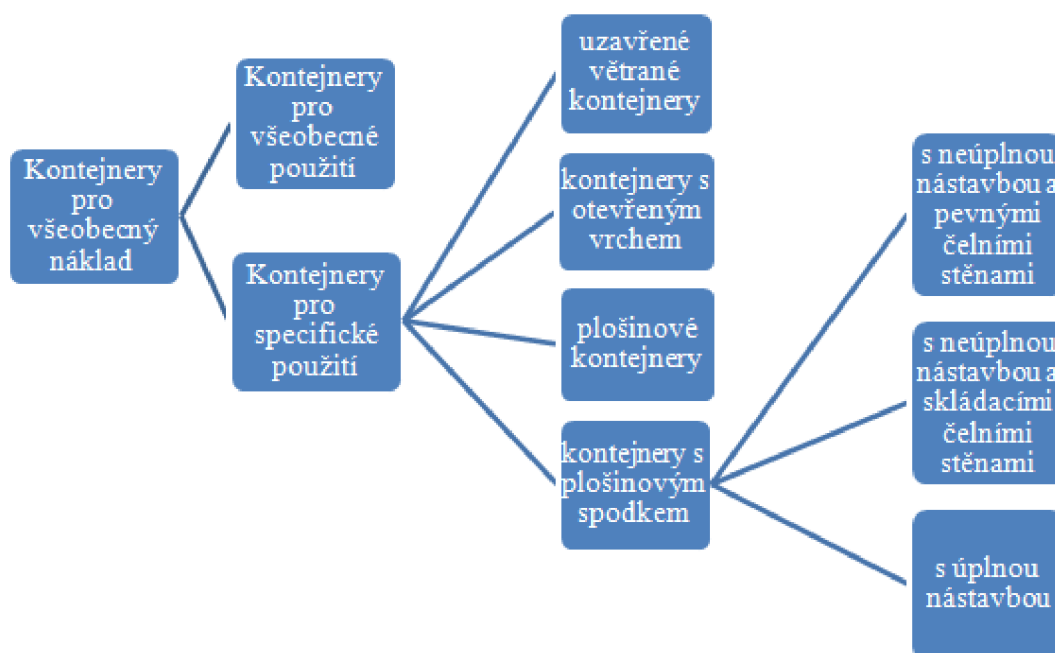 Kontejnery
pro
všeobecný
náklad
Kontejnery
pro
všeobecné
použití
Kontejnery
pro
specifické
použití
uzavřené
větrané
kontejnery
kontejnery s
otevřeným
vrchem
plošinové
kontejnery
kontejnery s
plošinovým
spodkem
s neúplnou
nástavbou a
pevnými
čelními
stěnami
s neúplnou
nástavbou a
skládacími
čelními
stěnami
s úplnou
nástavbou